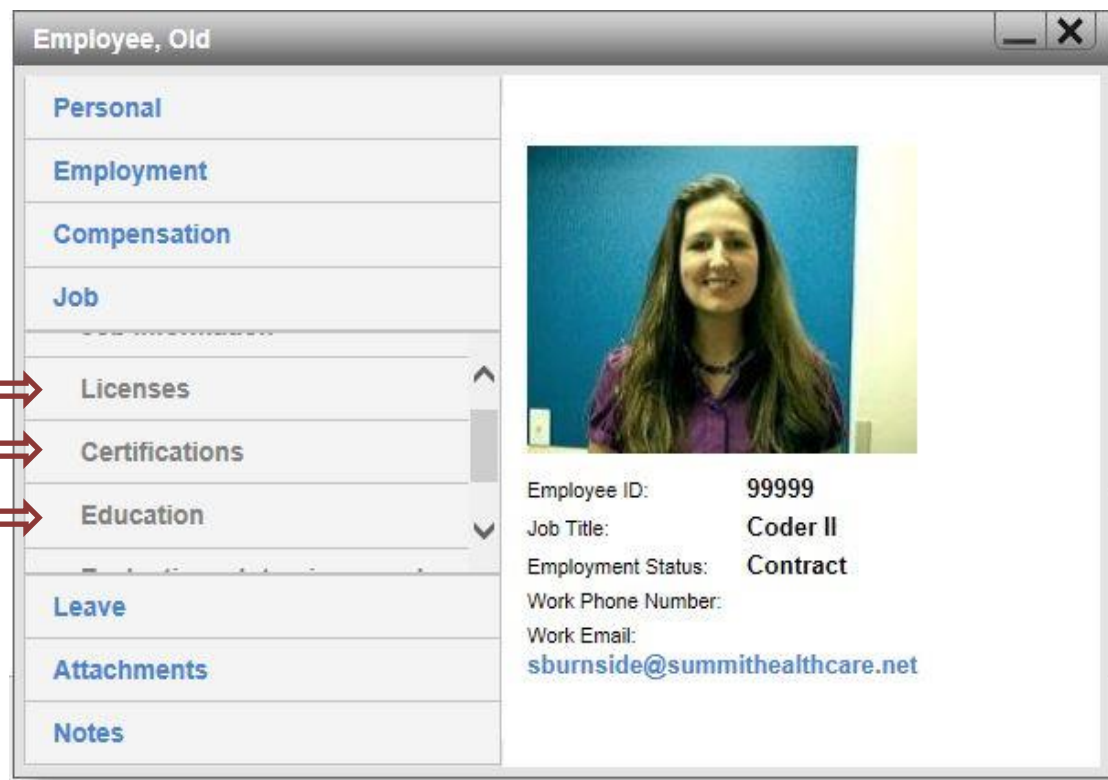 Employee, Old
Personal
Employment
Compensation
Job
Licenses
Certifications
Education
Leave
Attachments
Notes
Employee ID: 99999
Job Title: Coder II
Employment Status: Contract
Work Phone Number:
Work Email:
sburnside@summithealthcare.net